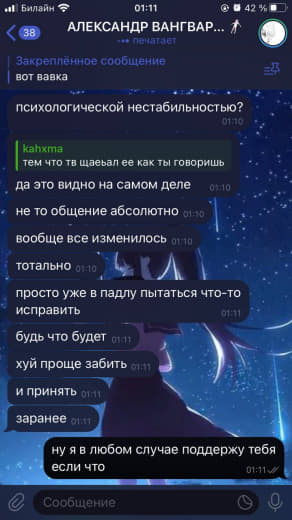 Билайн
01:11
42 %
38
АЛЕКСАНДР ВАНГВАР...
печатает
Закреплённое сообщение
вот вавка
психологической нестабильностью?
01:10
kahxma
тем что тв щаеьал ее как ты говоришь
да это видно на самом деле 01:10
не то общение абсолютно 01:10
вообще все изменилось 01:10
тотально 01:10
просто уже в падлу пытаться что-то
исправить 01:11
будь что будет 01:11
хуй проще забить 01:11
и принять 01:11
заранее 01:11
ну я в любом случае поддержу тебя
если что 01:11
Сообщение